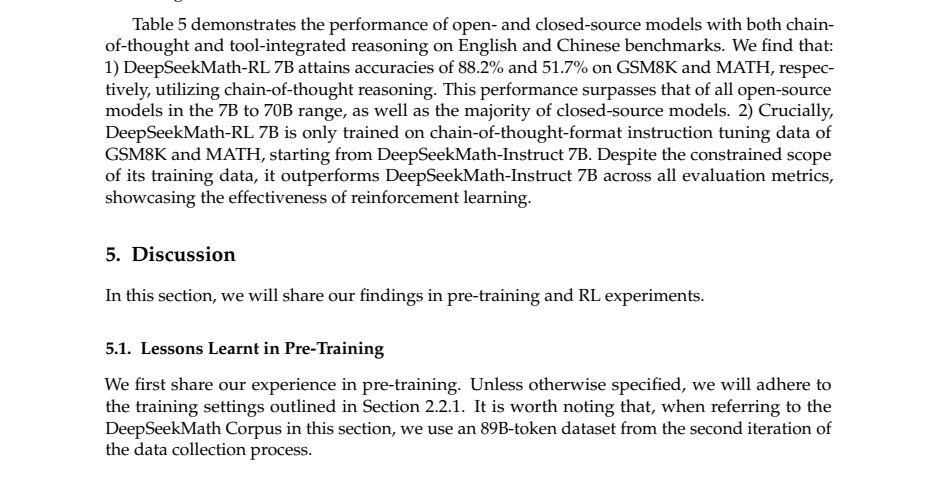 Table 5 demonstrates the performance of open- and closed-source models with both chain-
of-thought and tool-integrated reasoning on English and Chinese benchmarks. We find that:
1) DeepSeekMath-RL 7B attains accuracies of 88.2% and 51.7% on GSM8K and MATH, respec-
tively, utilizing chain-of-thought reasoning. This performance surpasses that of all open-source
models in the 7B to 70B range, as well as the majority of closed-source models. 2) Crucially,
DeepSeekMath-RL 7B is only trained on chain-of-thought-format instruction tuning data of
GSM8K and MATH, starting from DeepSeekMath-Instruct 7B. Despite the constrained scope
of its training data, it outperforms DeepSeekMath-Instruct 7B across all evaluation metrics,
showcasing the effectiveness of reinforcement learning.
5. Discussion
In this section, we will share our findings in pre-training and RL experiments.
5.1. Lessons Learnt in Pre-Training
We first share our experience in pre-training. Unless otherwise specified, we will adhere to
the training settings outlined in Section 2.2.1. It is worth noting that, when referring to the
DeepSeekMath Corpus in this section, we use an 89B-token dataset from the second iteration of
the data collection process.